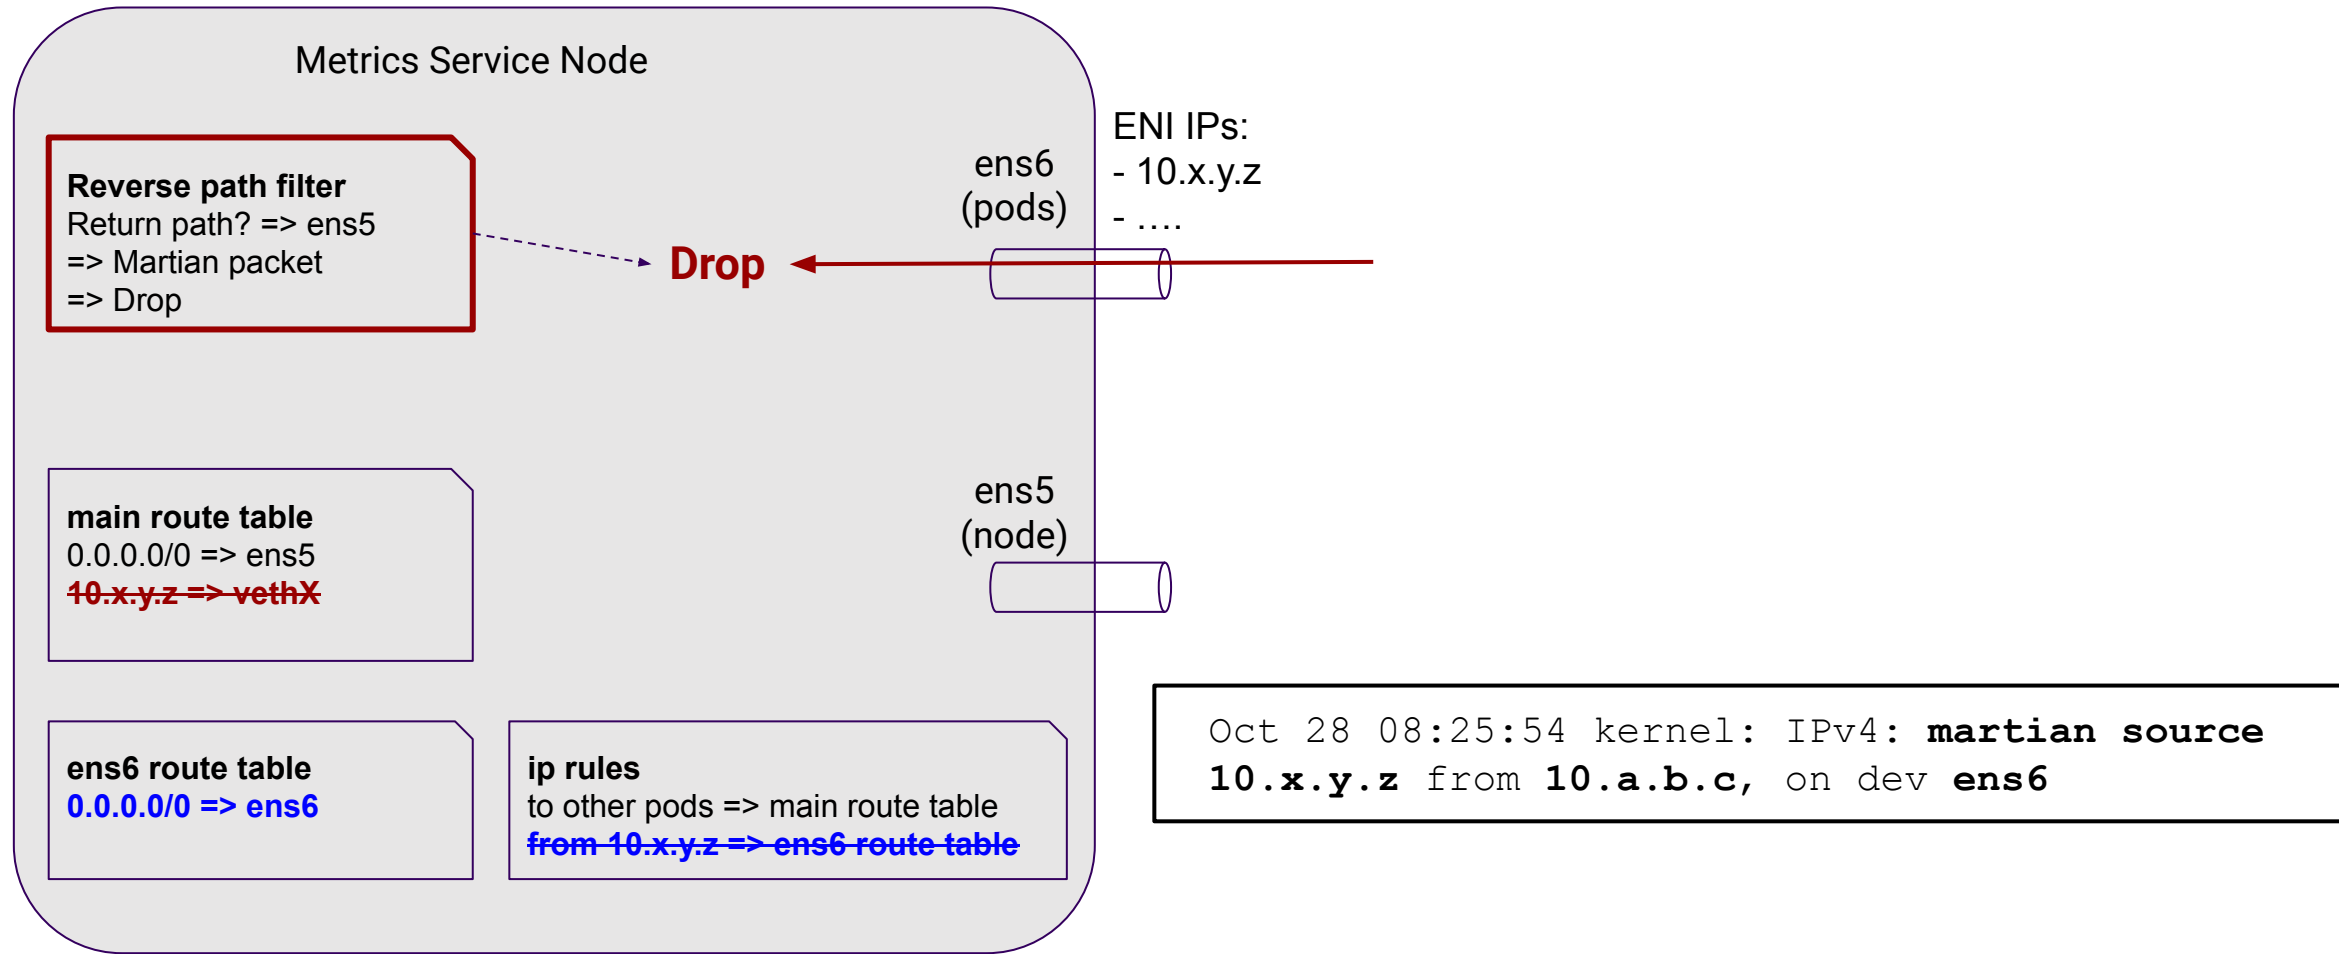 Metrics Service Node
Reverse path filter
Return path? => ens5
=> Martian packet
=> Drop
Drop
ens6
(pods)
ENI IPs:
- 10.x.y.z
- ....
main route table
0.0.0.0/0 => ens5
10.x.y.z => vethX
ens5
(node)
ens6 route table
0.0.0.0/0 => ens6
ip rules
to other pods => main route table
from 10.x.y.z => ens6 route table
Oct 28 08:25:54 kernel: IPv4: martian source
10.x.y.z from 10.a.b.c, on dev ens6